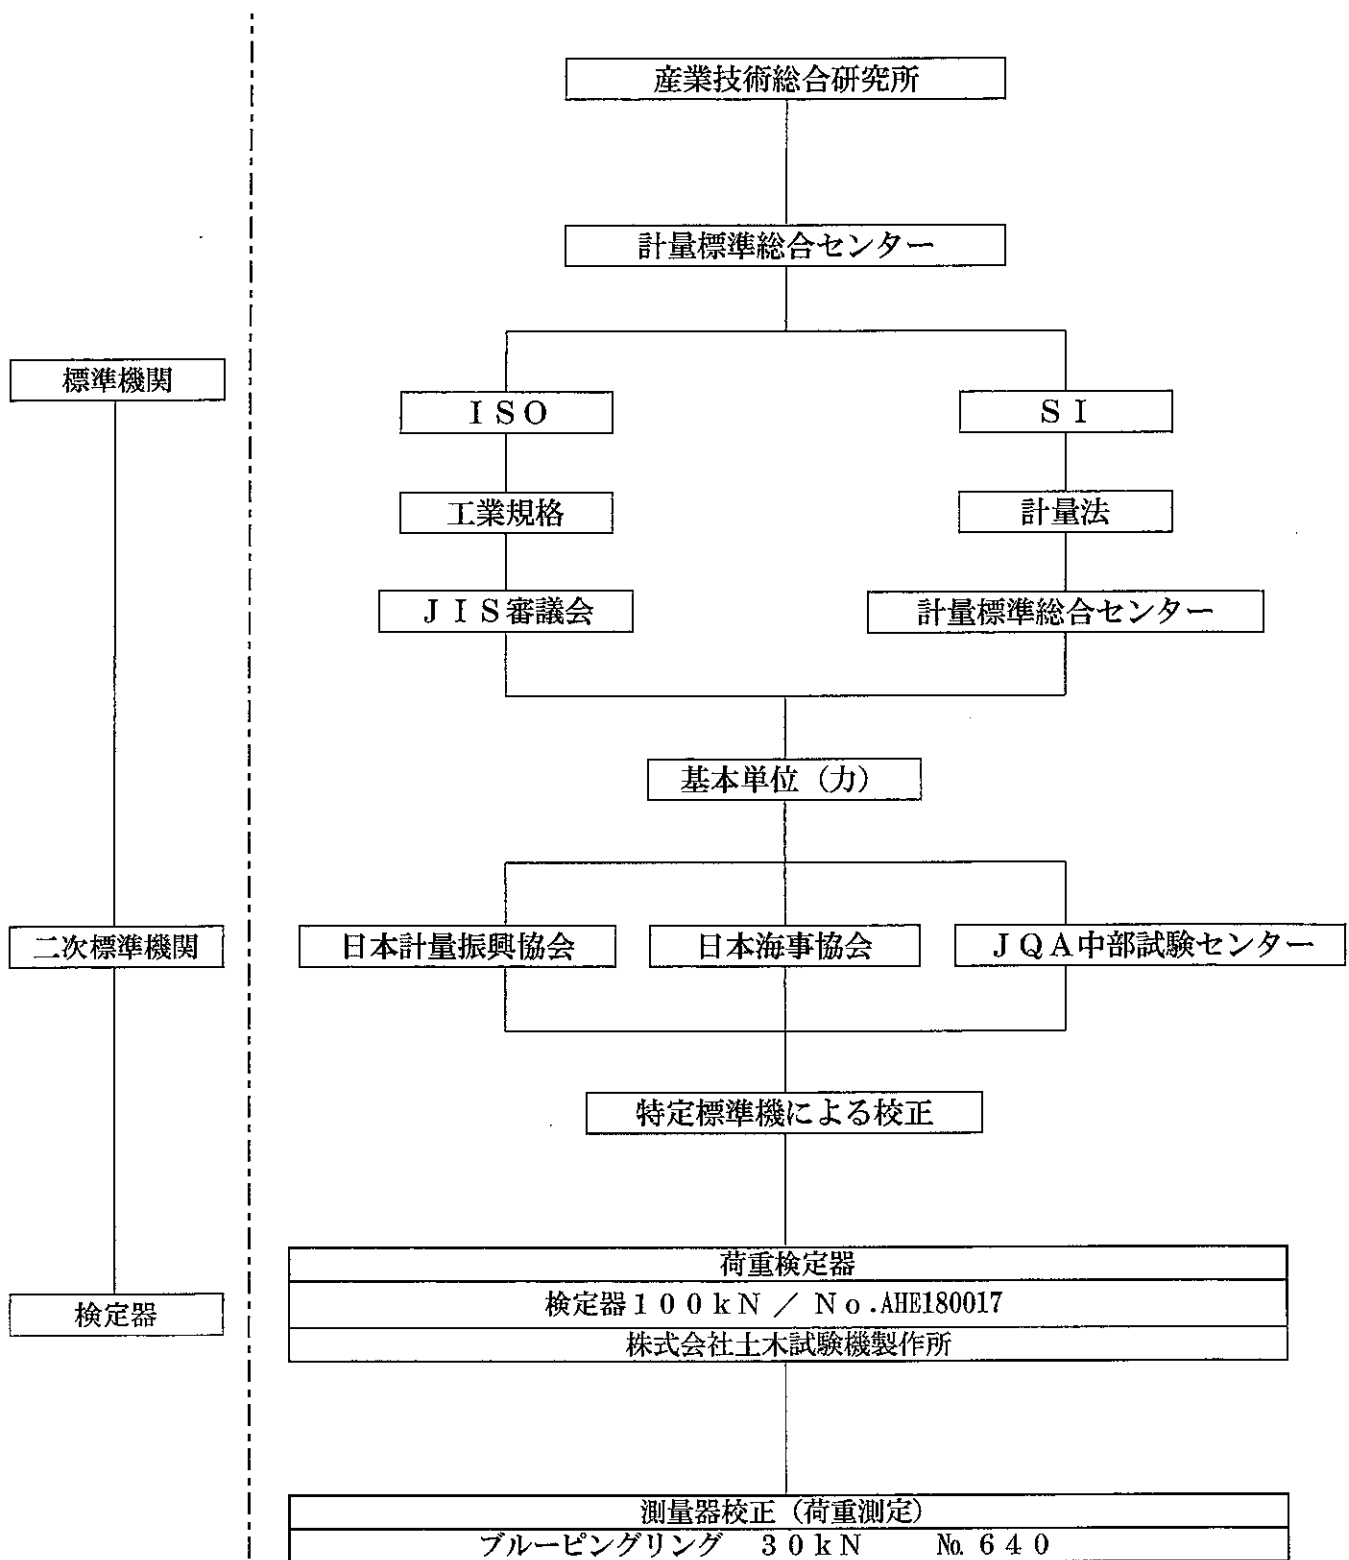 産業技術総合研究所
計量標準総合センター
標準機関
ISO
SI
工業規格
計量法
JIS審議会
計量標準総合センター
基本単位(力)
二次標準機関
日本計量振興協会
日本海事協会
JQA中部試験センター
特定標準機による校正
荷重検定器
検定器
検定器100kN / No.AHE180017
株式会社土木試験機製作所
測量器校正(荷重測定)
ブルーピングリング 30kN № 640